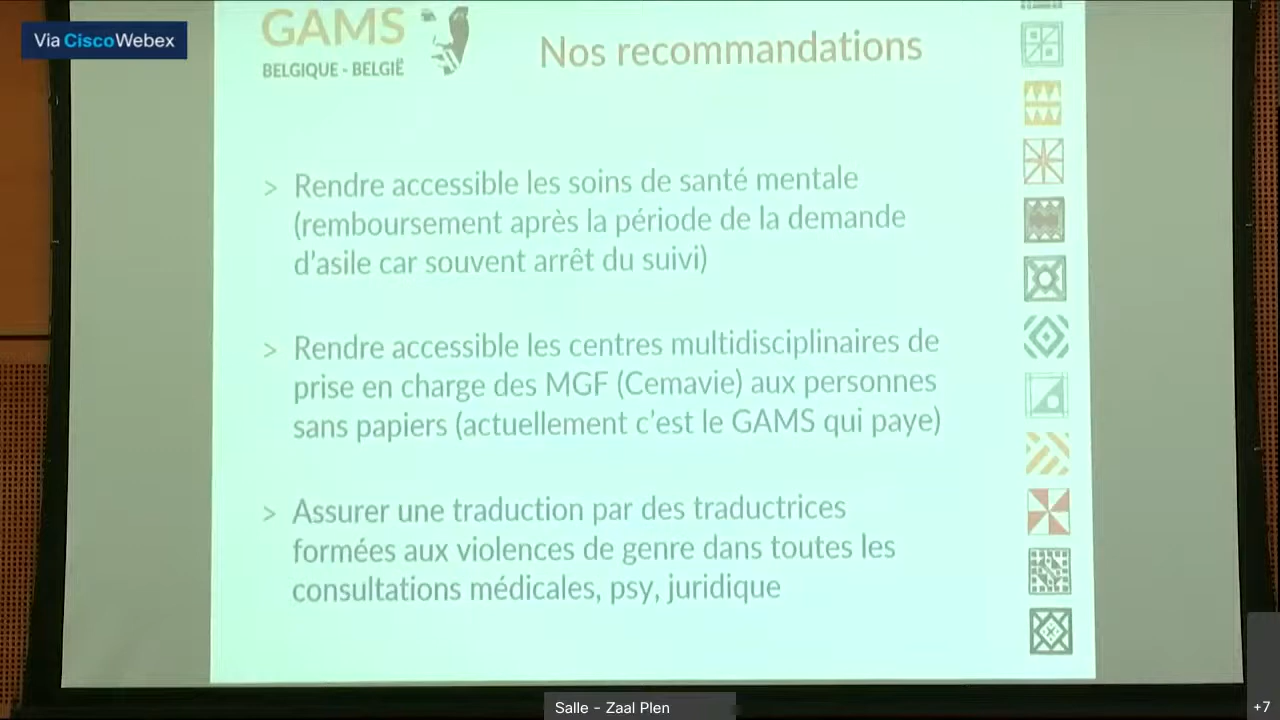 Via CiscoWebex
GAMS
BELGIQUE - BELGIË
Nos recommandations
> Rendre accessible les soins de santé mentale
(remboursement après la période de la demande
d'asile car souvent arrêt du suivi)
> Rendre accessible les centres multidisciplinaires de
prise en charge des MGF (Cemavie) aux personnes
sans papiers (actuellement c'est le GAMS qui paye)
> Assurer une traduction par des traductrices
formées aux violences de genre dans toutes les
consultations médicales, psy, juridique
Salle - Zaal Plen
+7